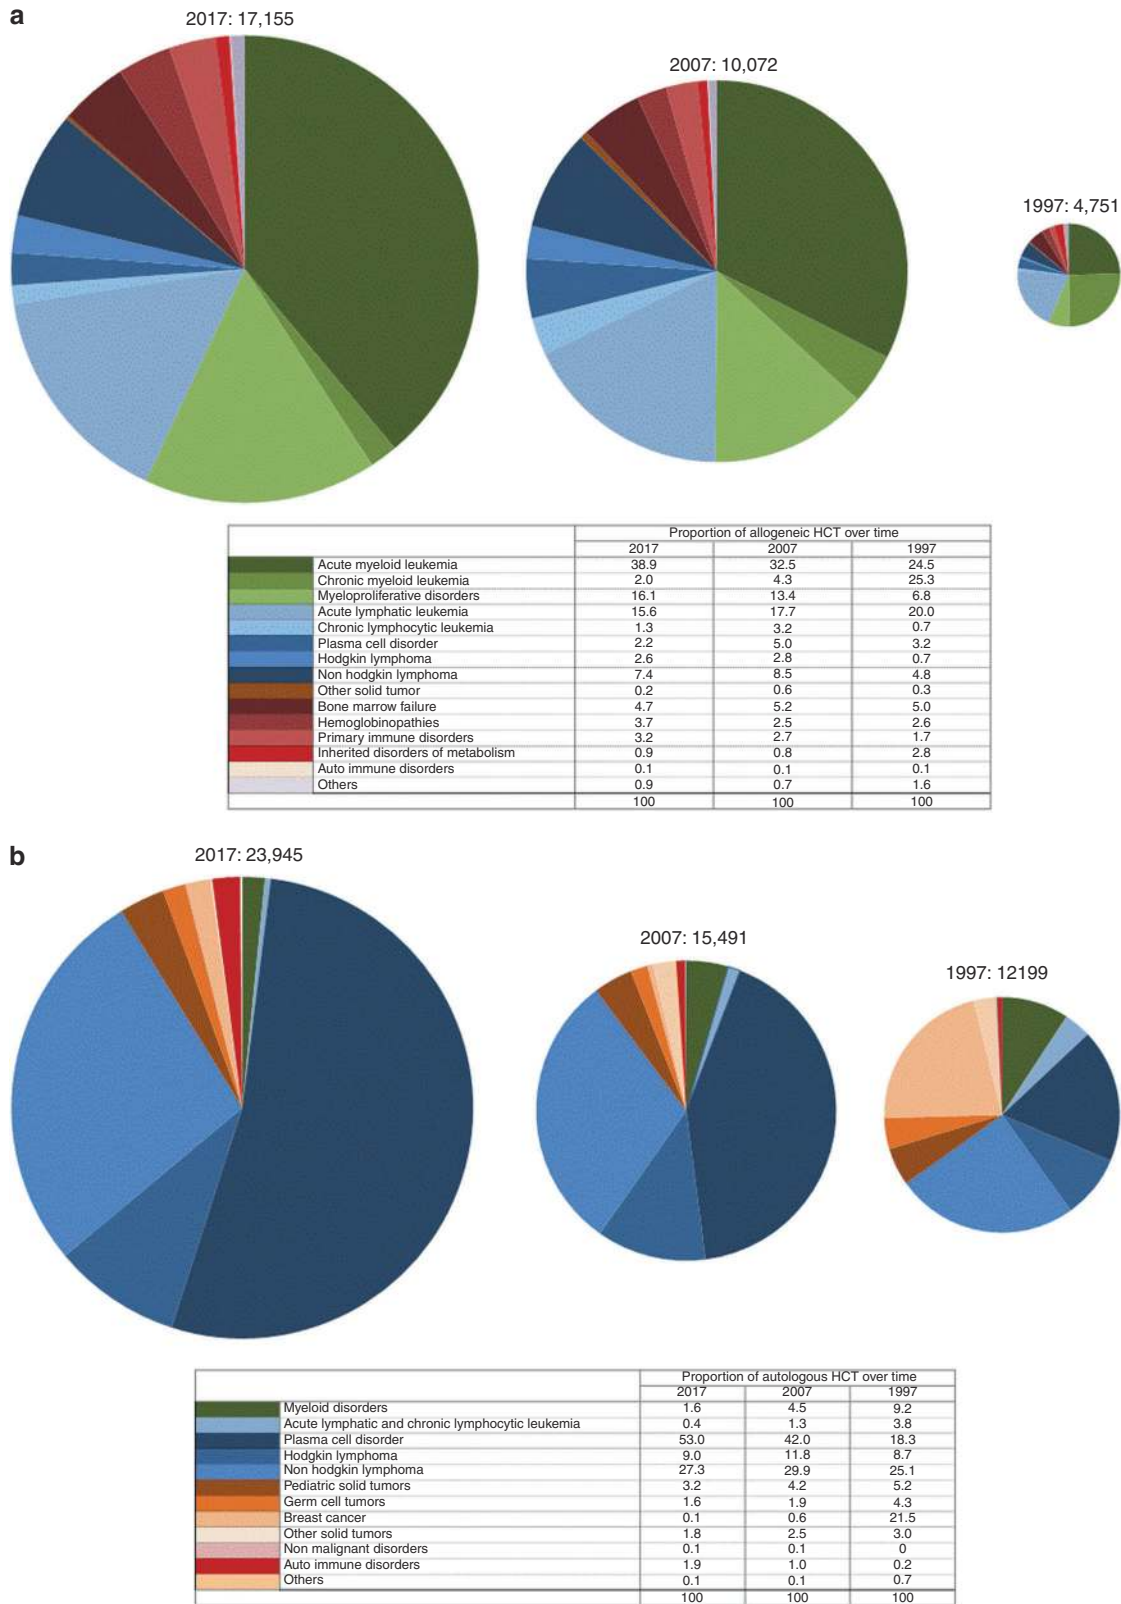 a
2017: 17,155
2007: 10,072
1997: 4,751
Proportion of allogeneic HCT over time
2017 2007 1997
Acute myeloid leukemia 38.9 32.5 24.5
Chronic myeloid leukemia 2.0 4.3 25.3
Myeloproliferative disorders 16.1 13.4 6.8
Acute lymphatic leukemia 15.6 17.7 20.0
Chronic lymphocytic leukemia 1.3 3.2 0.7
Plasma cell disorder 2.2 5.0 3.2
Hodgkin lymphoma 2.6 2.8 0.7
Non hodgkin lymphoma 7.4 8.5 4.8
Other solid tumor 0.2 0.6 0.3
Bone marrow failure 4.7 5.2 5.0
Hemoglobinopathies 3.7 2.5 2.6
Primary immune disorders 3.2 2.7 1.7
Inherited disorders of metabolism 0.9 0.8 2.8
Auto immune disorders 0.1 0.1 0.1
Others 0.9 0.7 1.6
100 100 100
b
2017: 23,945
2007: 15,491
1997: 12199
Proportion of autologous HCT over time
2017 2007 1997
Myeloid disorders 1.6 4.5 9.2
Acute lymphatic and chronic lymphocytic leukemia 0.4 1.3 3.8
Plasma cell disorder 53.0 42.0 18.3
Hodgkin lymphoma 9.0 11.8 8.7
Non hodgkin lymphoma 27.3 29.9 25.1
Pediatric solid tumors 3.2 4.2 5.2
Germ cell tumors 1.6 1.9 4.3
Breast cancer 0.1 0.6 21.5
Other solid tumors 1.8 2.5 3.0
Non malignant disorders 0.1 0.1 0
Auto immune disorders 1.9 1.0 0.2
Others 0.1 0.1 0.7
100 100 100